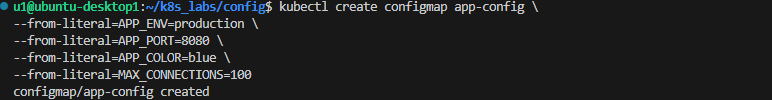 u1@ubuntu-desktop1:~/k8s_labs/config$ kubectl create configmap app-config \
--from-literal=APP_ENV=production \
--from-literal=APP_PORT=8080 \
--from-literal=APP_COLOR=blue \
--from-literal=MAX_CONNECTIONS=100
configmap/app-config created